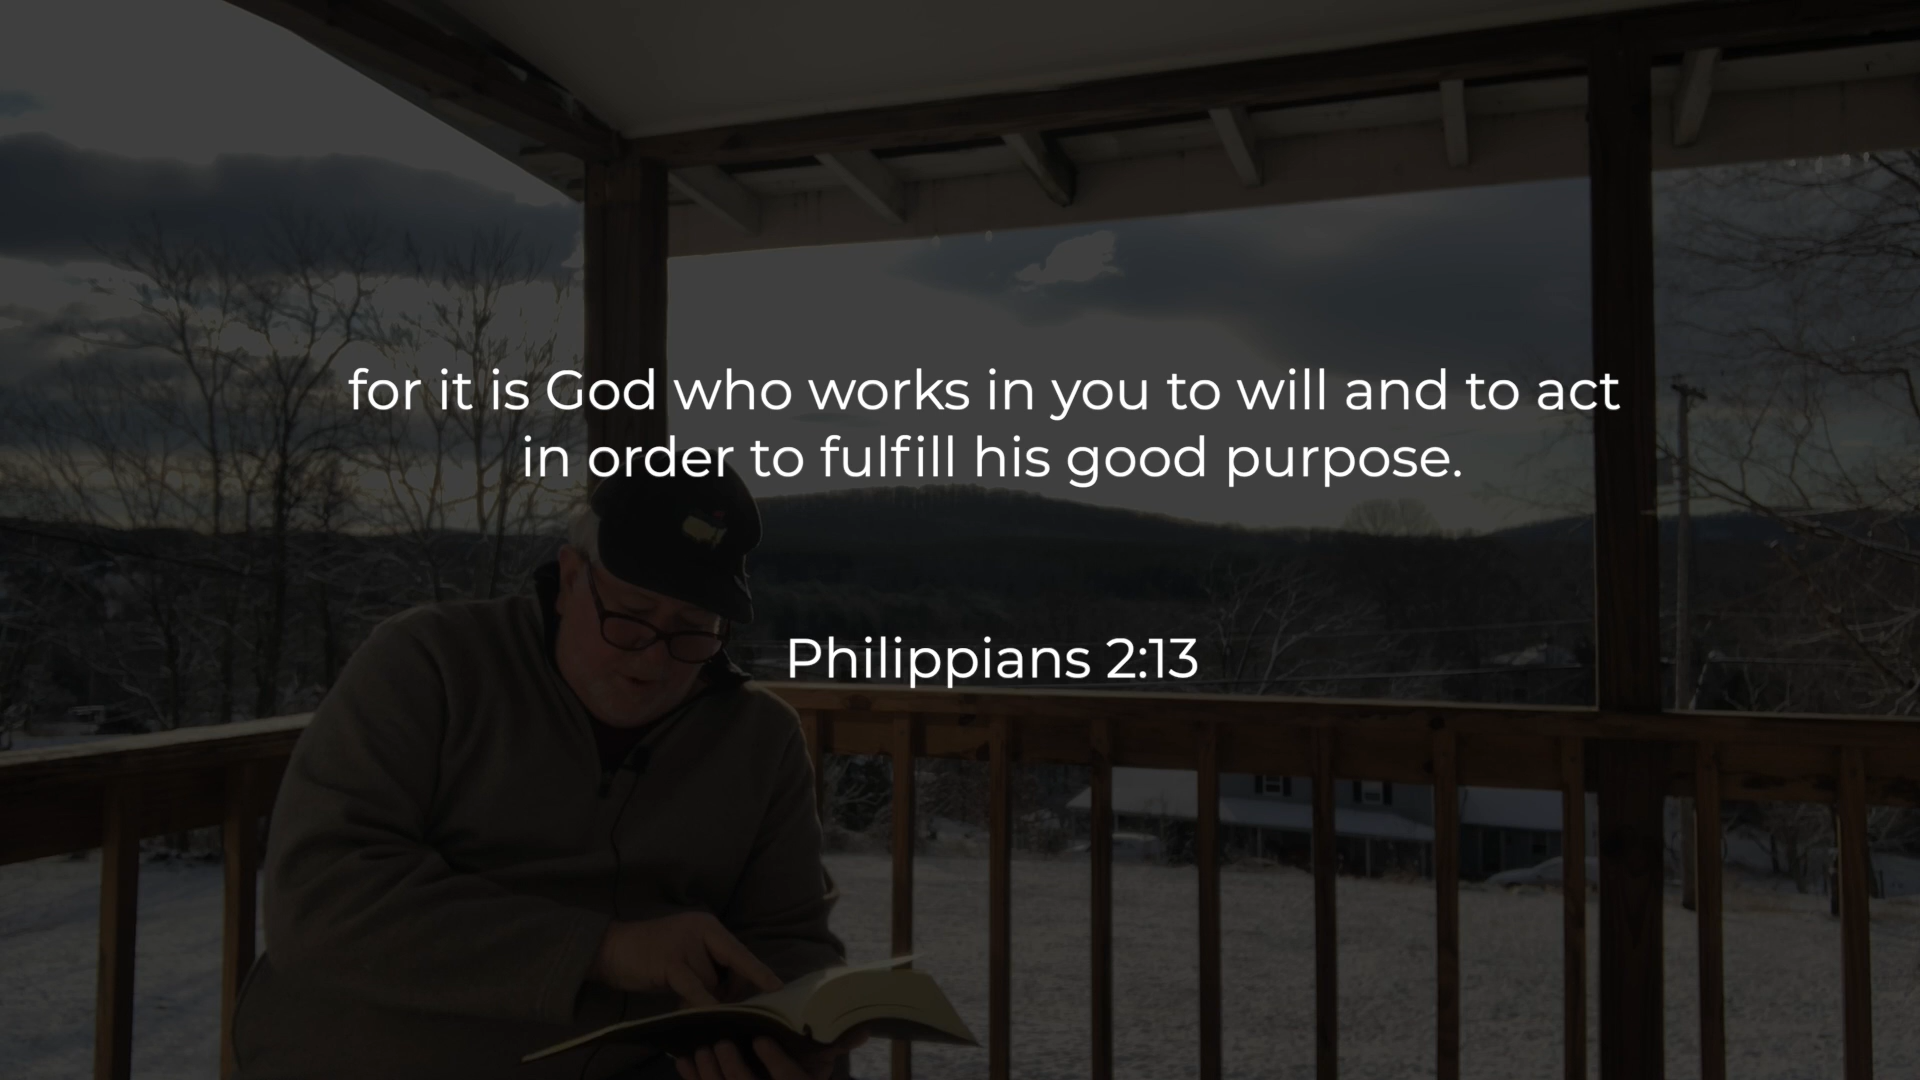 for it is God who works in you to will and to act
in order to fulfill his good purpose.
Philippians 2:13